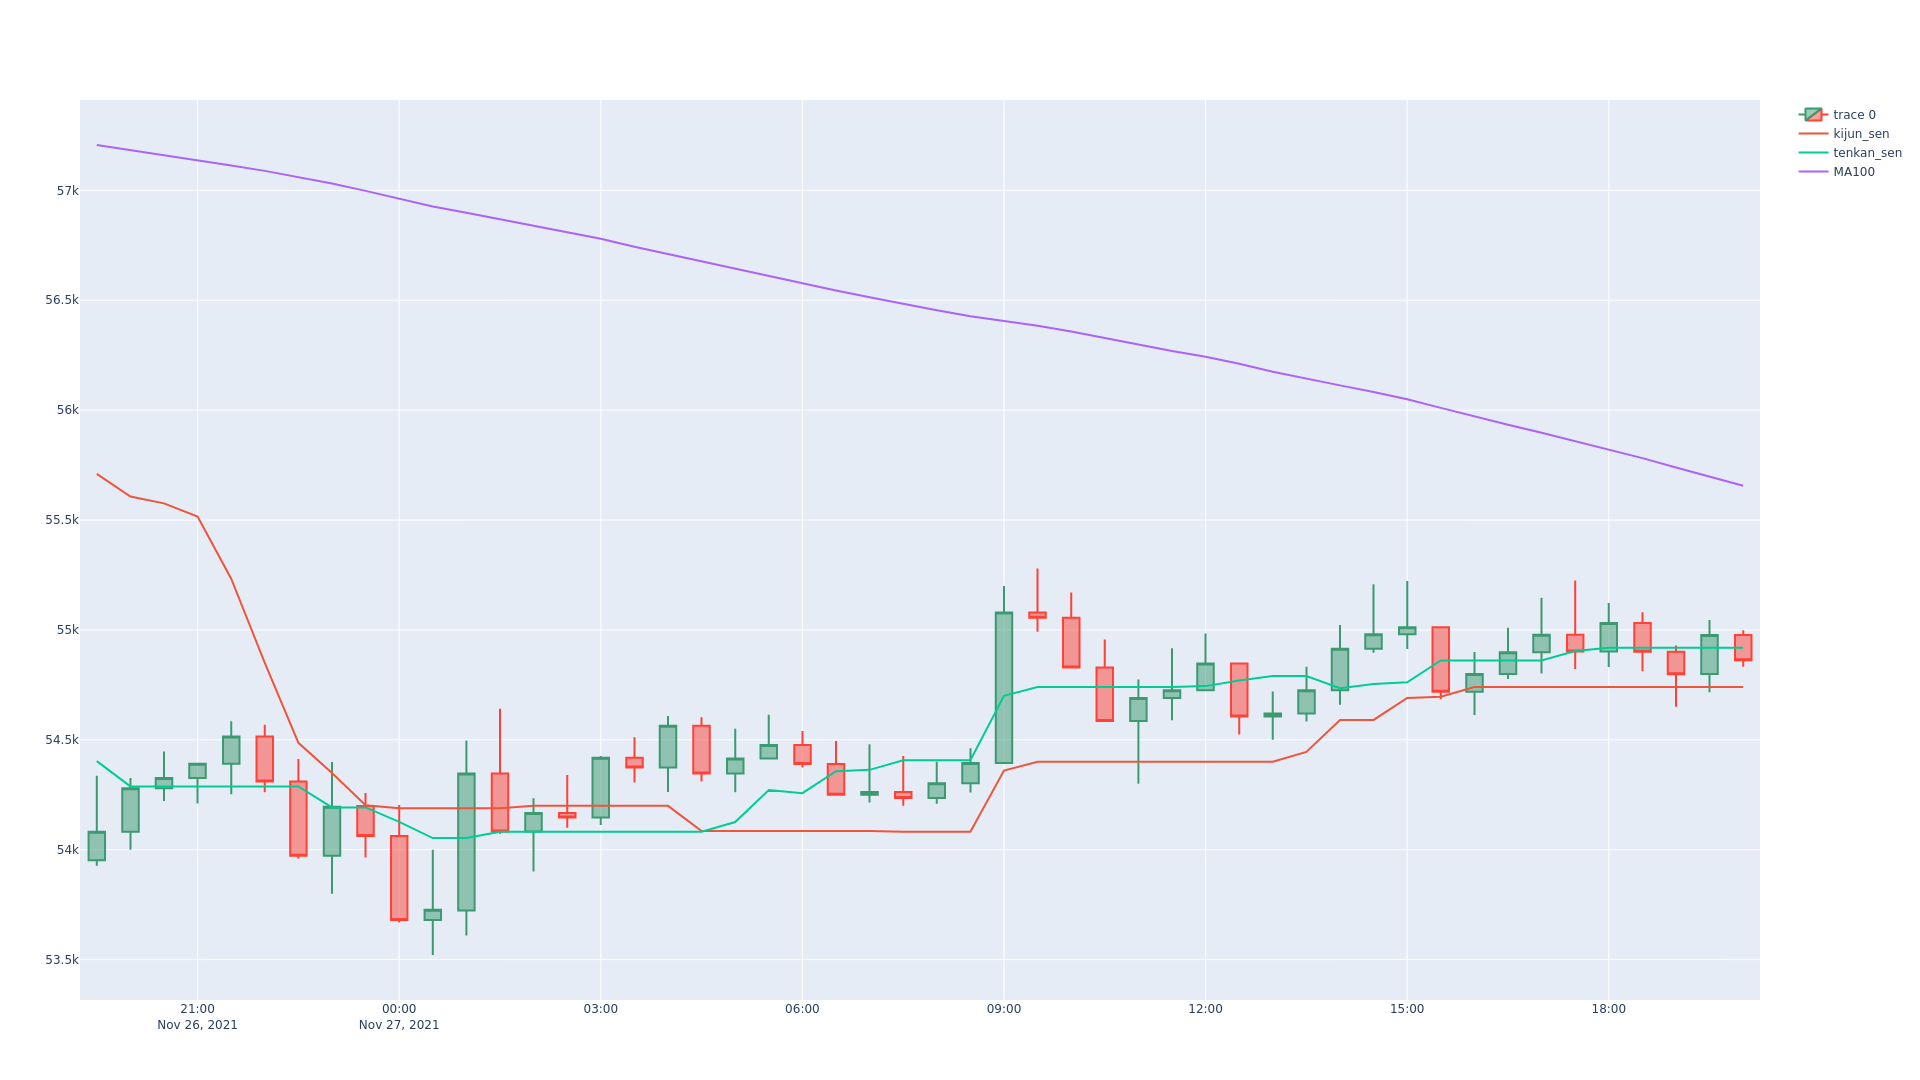 trace 0
kijun_sen
tenkan_sen
MA100
57k
56.5k
56k
55.5k
55k
54.5k
54k
53.5k
21:00 00:00 03:00 06:00 09:00 12:00 15:00 18:00
Nov 26, 2021 Nov 27, 2021